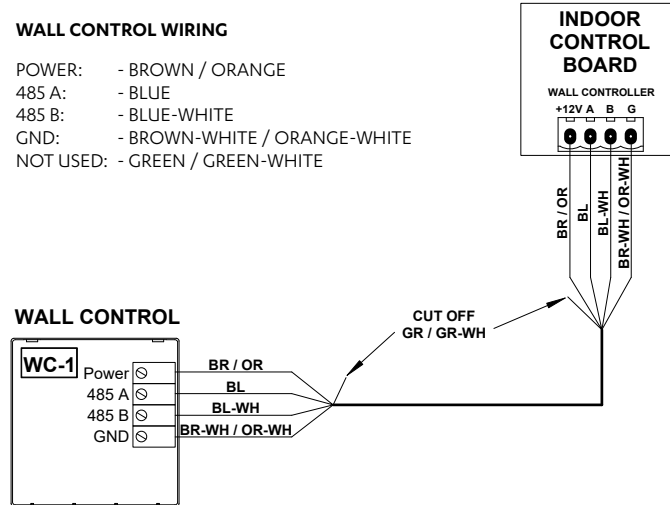 WALL CONTROL WIRING
POWER: - BROWN / ORANGE
485 A: - BLUE
485 B: - BLUE-WHITE
GND: - BROWN-WHITE / ORANGE-WHITE
NOT USED: - GREEN / GREEN-WHITE
INDOOR
CONTROL
BOARD
WALL CONTROLLER
+12V A B G
BR / OR
BL
BL-WH
BR-WH / OR-WH
CUT OFF
GR / GR-WH
WALL CONTROL
WC-1
Power
485 A
485 B
GND
BR / OR
BL
BL-WH
BR-WH / OR-WH